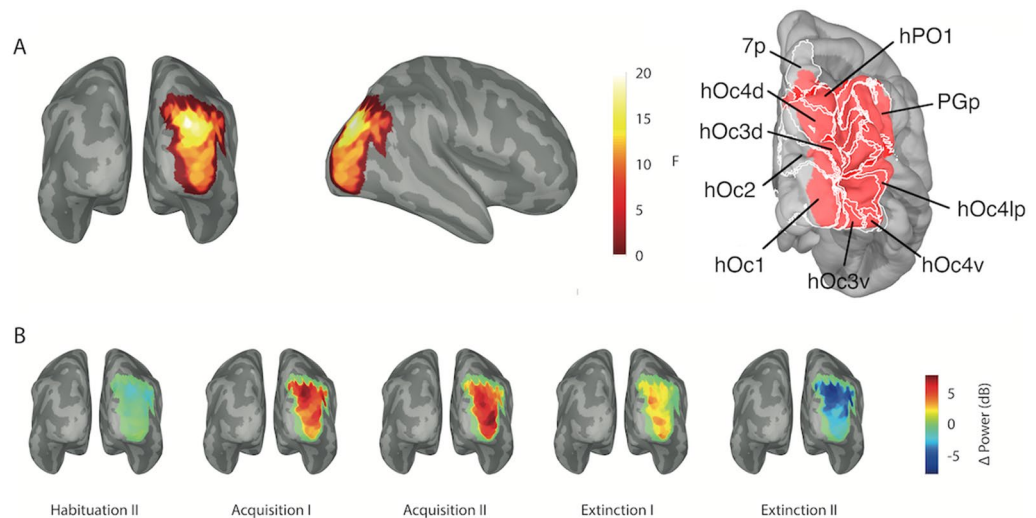 A
20
15
10
5
0
F
7p
hPO1
hOc4d
PGp
hOc3d
hOc2
hOc4lp
hOc1
hOc4v
hOc3v
B
5
0
-5
Δ Power (dB)
Habituation II
Acquisition I
Acquisition II
Extinction I
Extinction II